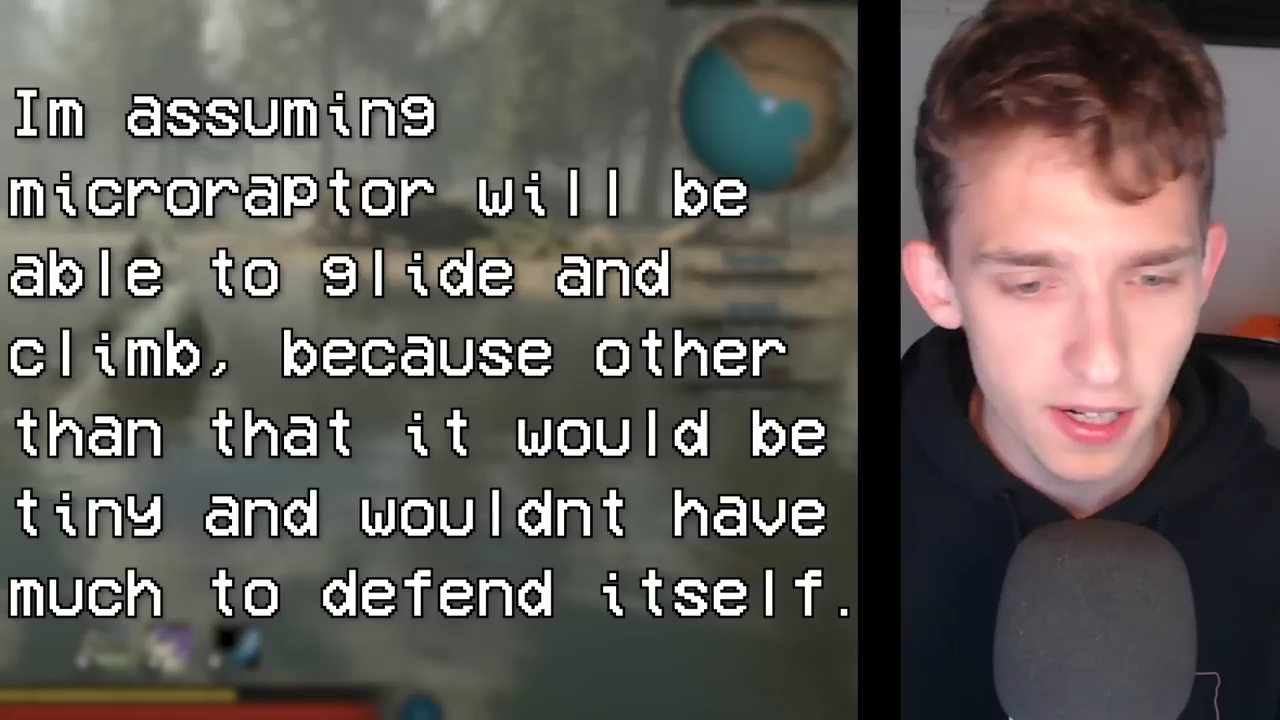 Im assuming
microraptor will be
able to glide and
climb, because other
than that it would be
tiny and wouldnt have
much to defend itself.